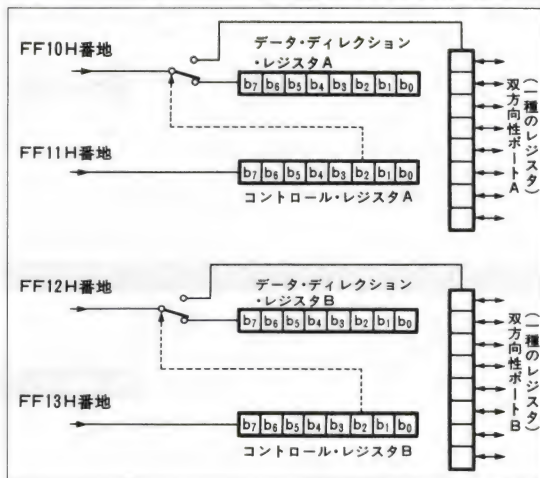 FF10H番地
データ・ディレクション
・レジスタA
b7 b6 b5 b4 b3 b2 b1 b0
FF11H番地
b7 b6 b5 b4 b3 b2 b1 b0
コントロール・レジスタA
双方向性ポートA
(一種のレジスタ)
FF12H番地
データ・ディレクション
・レジスタB
b7 b6 b5 b4 b3 b2 b1 b0
FF13H番地
b7 b6 b5 b4 b3 b2 b1 b0
コントロール・レジスタB
双方向性ポートB
(一種のレジスタ)